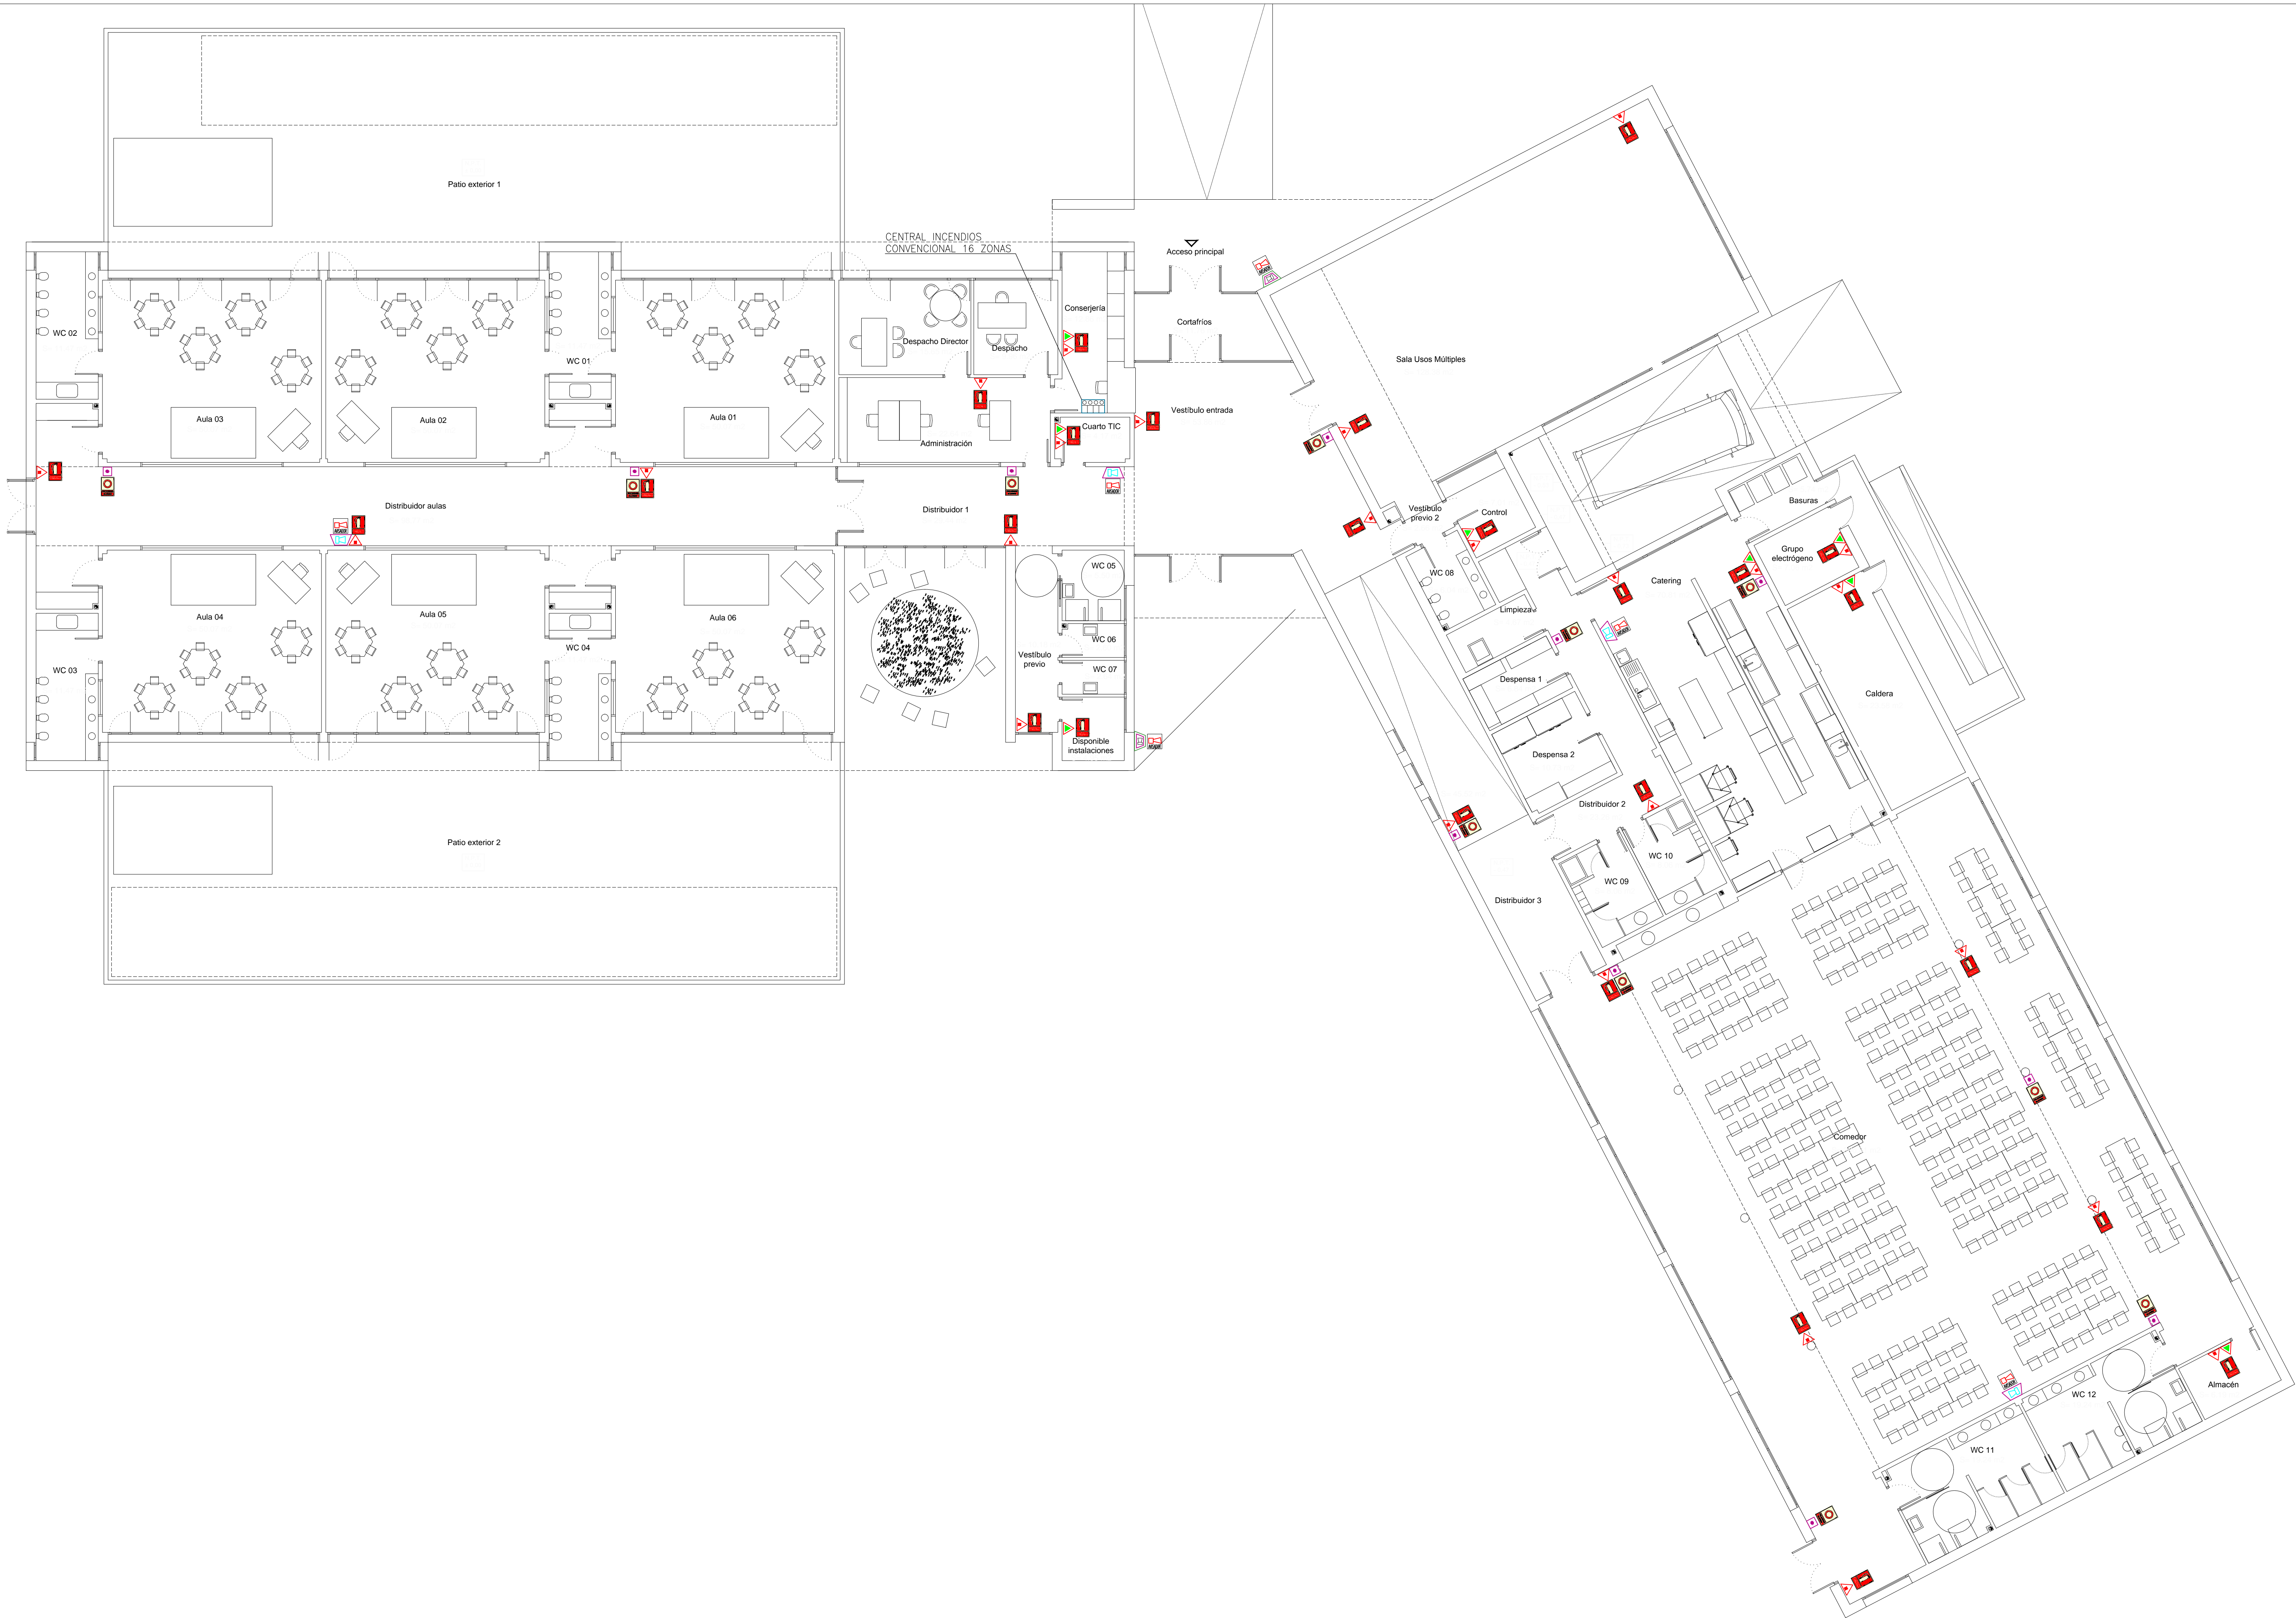 Patio exterior 1
CENTRAL INCENDIOS
CONVENCIONAL 16 ZONAS
Acceso principal
Conserjería
Cortafríos
WC 02
WC 01
Despacho Director
Despacho
Sala Usos Múltiples
Aula 03
Aula 02
Aula 01
Administración
Cuarto TIC
Vestíbulo entrada
Distribuidor aulas
Distribuidor 1
Vestíbulo
previo 2
Control
Basuras
Grupo
electrógeno
WC 05
WC 08
Catering
Limpieza
Aula 04
Aula 05
Aula 06
WC 03
WC 04
Vestíbulo
previo
WC 06
WC 07
Despensa 1
Caldera
Disponible
instalaciones
Despensa 2
Distribuidor 2
Patio exterior 2
WC 10
WC 09
Distribuidor 3
Comedor
Almacén
WC 12
WC 11